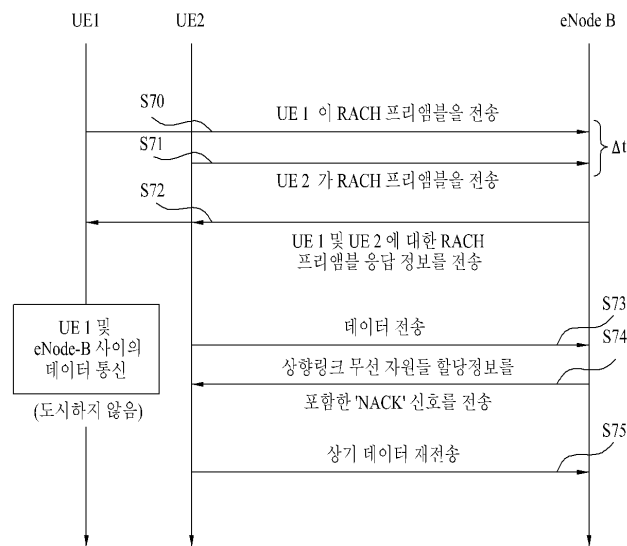 UE1
UE2
eNode B
S70
UE 1 이 RACH 프리앰블을 전송
S71
Δt
UE 2 가 RACH 프리앰블을 전송
S72
UE 1 및 UE 2 에 대한 RACH
프리앰블 응답 정보를 전송
UE 1 및
eNode-B 사이의
데이터 통신
(도시하지 않음)
데이터 전송
S73
S74
상향링크 무선 자원들 할당정보를
포함한 'NACK' 신호를 전송
S75
상기 데이터 재전송